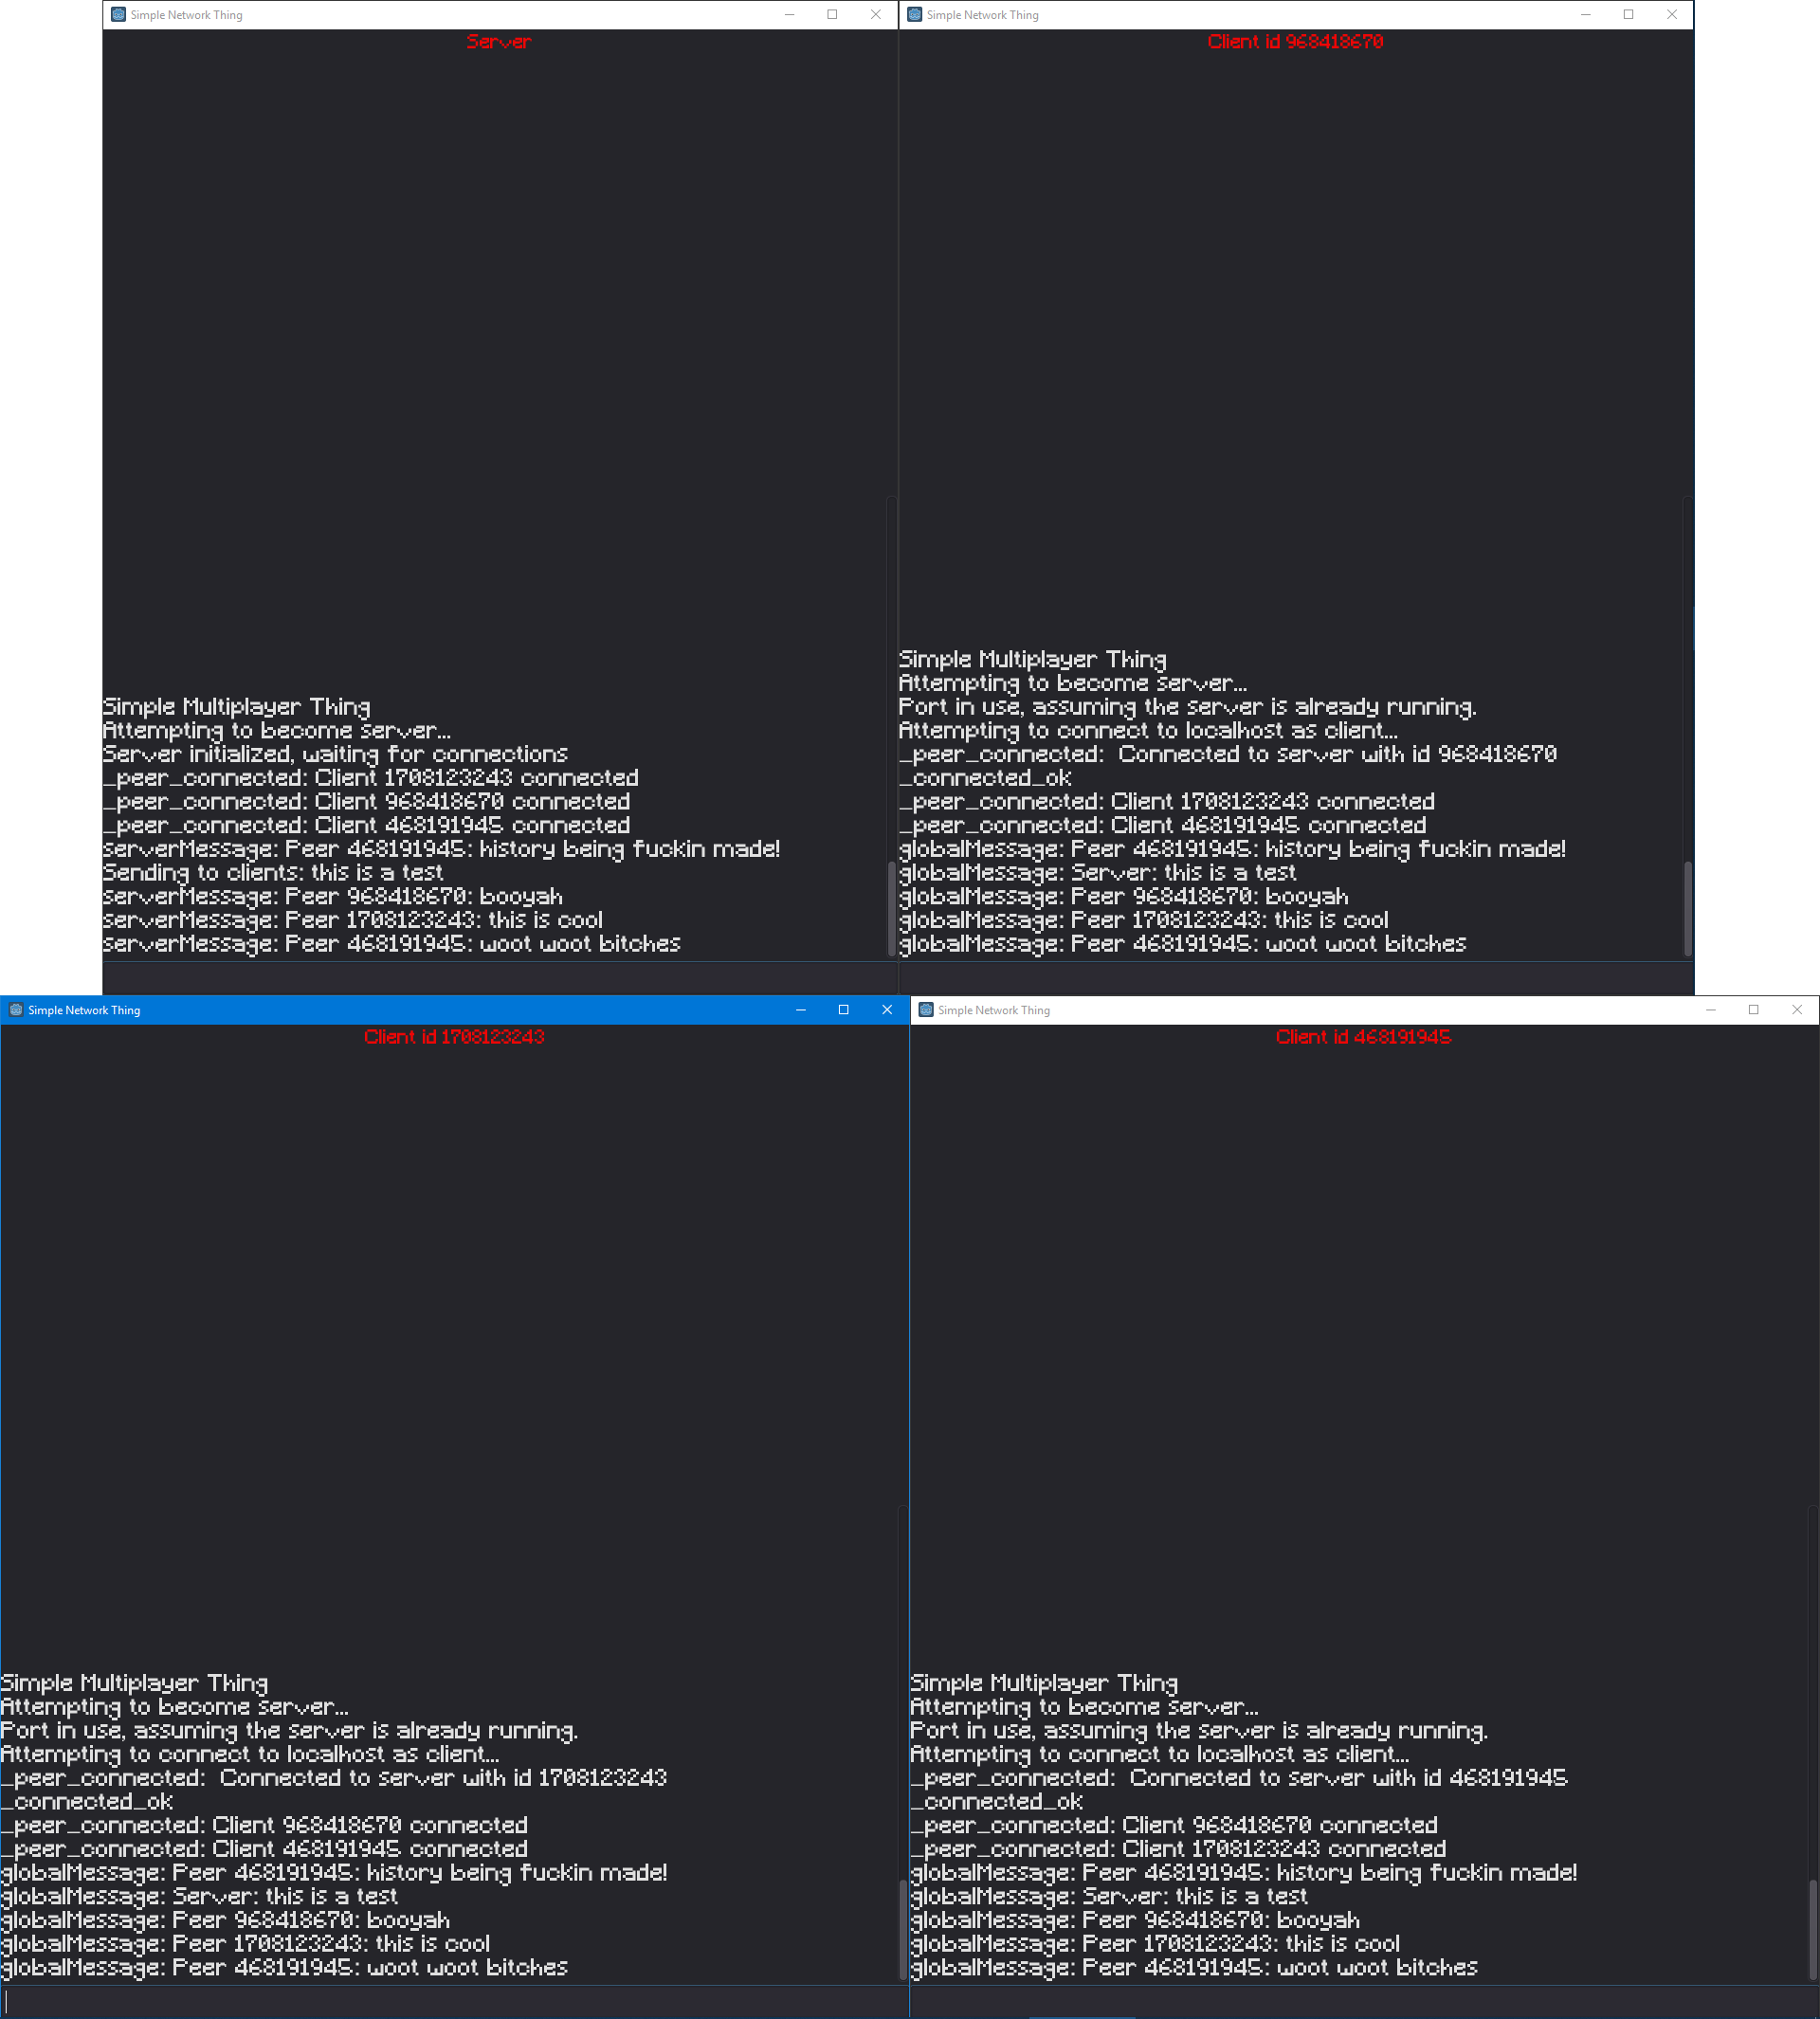 Simple Network Thing
Server
Simple Multiplayer Thing
Attempting to become server...
Server initialized, waiting for connections
_peer_connected: Client 1708123243 connected
_peer_connected: Client 968418670 connected
_peer_connected: Client 468191945 connected
serverMessage: Peer 468191945: history being fuckin made!
Sending to clients: this is a test
serverMessage: Peer 968418670: booyah
serverMessage: Peer 1708123243: this is cool
serverMessage: Peer 468191945: woot woot bitches
Simple Network Thing
Client id 968418670
Simple Multiplayer Thing
Attempting to become server...
Port in use, assuming the server is already running.
Attempting to connect to localhost as client...
_peer_connected:  Connected to server with id 968418670
_connected_ok
_peer_connected: Client 1708123243 connected
_peer_connected: Client 468191945 connected
globalMessage: Peer 468191945: history being fuckin made!
globalMessage: Server: this is a test
globalMessage: Peer 968418670: booyah
globalMessage: Peer 1708123243: this is cool
globalMessage: Peer 468191945: woot woot bitches
Simple Network Thing
Client id 1708123243
Simple Multiplayer Thing
Attempting to become server...
Port in use, assuming the server is already running.
Attempting to connect to localhost as client...
_peer_connected:  Connected to server with id 1708123243
_connected_ok
_peer_connected: Client 968418670 connected
_peer_connected: Client 468191945 connected
globalMessage: Peer 468191945: history being fuckin made!
globalMessage: Server: this is a test
globalMessage: Peer 968418670: booyah
globalMessage: Peer 1708123243: this is cool
globalMessage: Peer 468191945: woot woot bitches
Simple Network Thing
Client id 468191945
Simple Multiplayer Thing
Attempting to become server...
Port in use, assuming the server is already running.
Attempting to connect to localhost as client...
_peer_connected:  Connected to server with id 468191945
_connected_ok
_peer_connected: Client 968418670 connected
_peer_connected: Client 1708123243 connected
globalMessage: Peer 468191945: history being fuckin made!
globalMessage: Server: this is a test
globalMessage: Peer 968418670: booyah
globalMessage: Peer 1708123243: this is cool
globalMessage: Peer 468191945: woot woot bitches